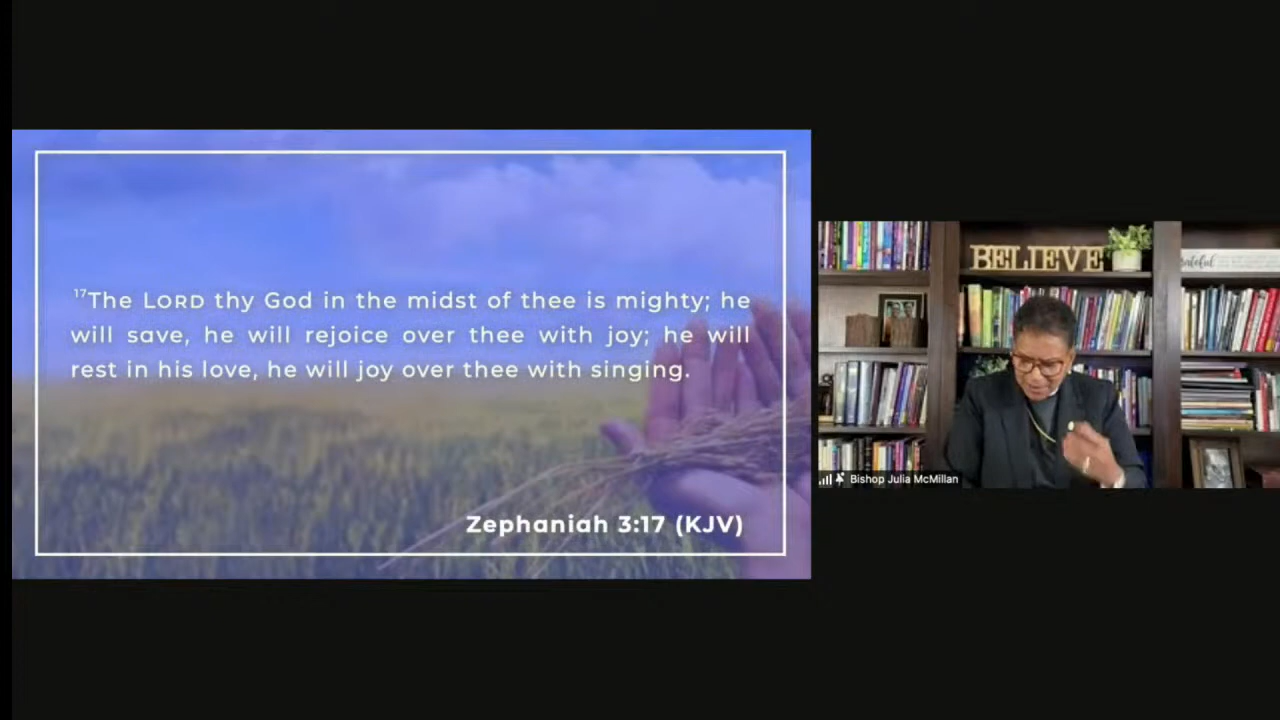 ¹⁷The LORD thy God in the midst of thee is mighty; he
will save, he will rejoice over thee with joy; he will
rest in his love, he will joy over thee with singing.
Zephaniah 3:17 (KJV)
BELIEVE
Bishop Julia McMillan